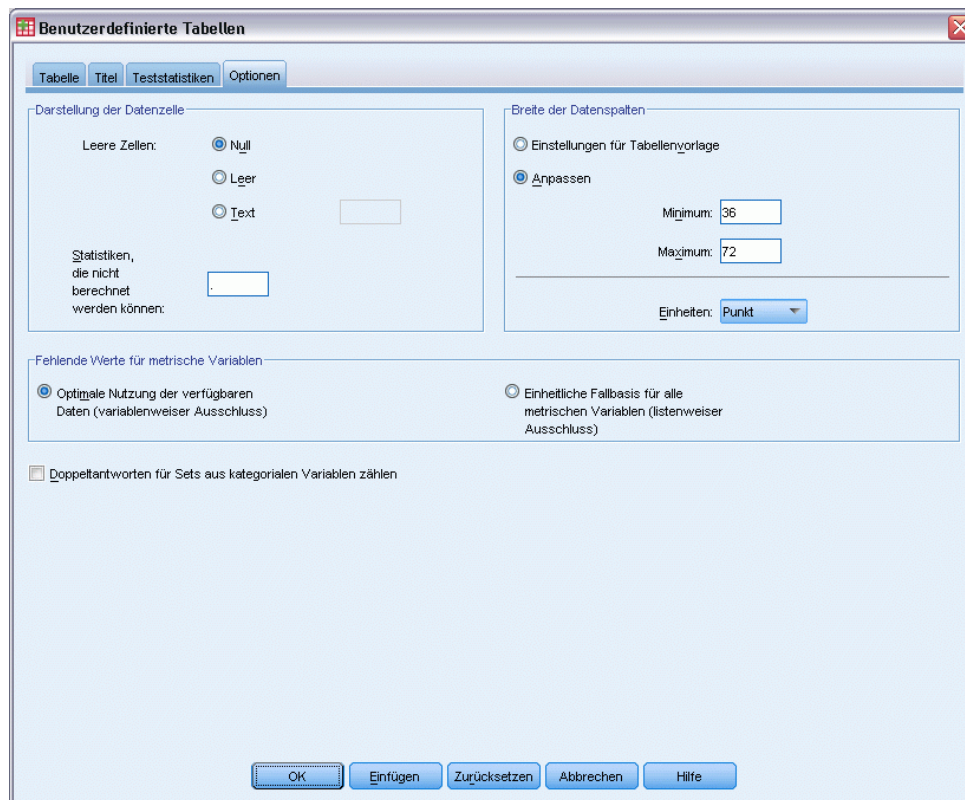 Benutzerdefinierte Tabellen
Tabelle Titel Teststatistiken Optionen
Darstellung der Datenzelle
Leere Zellen:
Null
Leer
Text
Statistiken,
die nicht
berechnet
werden können:
.
Breite der Datenspalten
Einstellungen für Tabellenvorlage
Anpassen
Minimum: 36
Maximum: 72
Einheiten: Punkt
Fehlende Werte für metrische Variablen
Optimale Nutzung der verfügbaren
Daten (variablenweiser Ausschluss)
Einheitliche Fallbasis für alle
metrischen Variablen (listenweiser
Ausschluss)
Doppeltantworten für Sets aus kategorialen Variablen zählen
OK Einfügen Zurücksetzen Abbrechen Hilfe